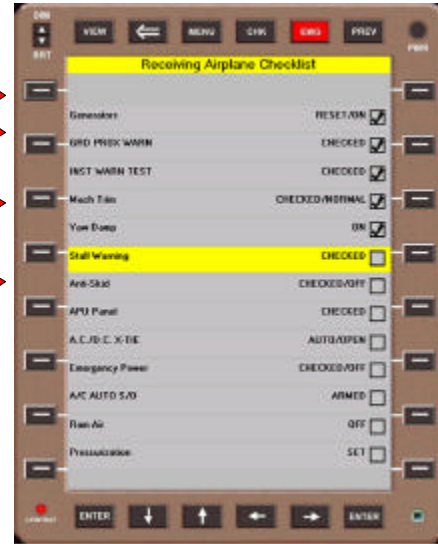 DIM
BRT
VIEW MENU CHK EMG PREV
PWR
Receiving Airplane Checklist
Generators RESET/ON
GRD PROX WARN CHECKED
INST WARN TEST CHECKED
Mach Trim CHECKED/NORMAL
Yaw Damp ON
Stall Warning CHECKED
Anti-Skid CHECKED/OFF
APU Panel CHECKED
A.C./D.C. X-TIE AUTO/OPEN
Emergency Power CHECKED/OFF
A/C AUTO S/O ARMED
Ram Air OFF
Pressurization SET
ENTER ENTER